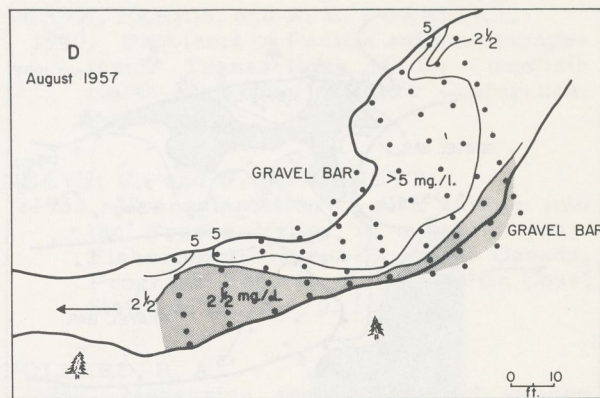 D
August 1957
5
2½
GRAVEL BAR
>5 mg./l.
GRAVEL BAR
5
5
2½
2½ mg./l.
0 10
ft.